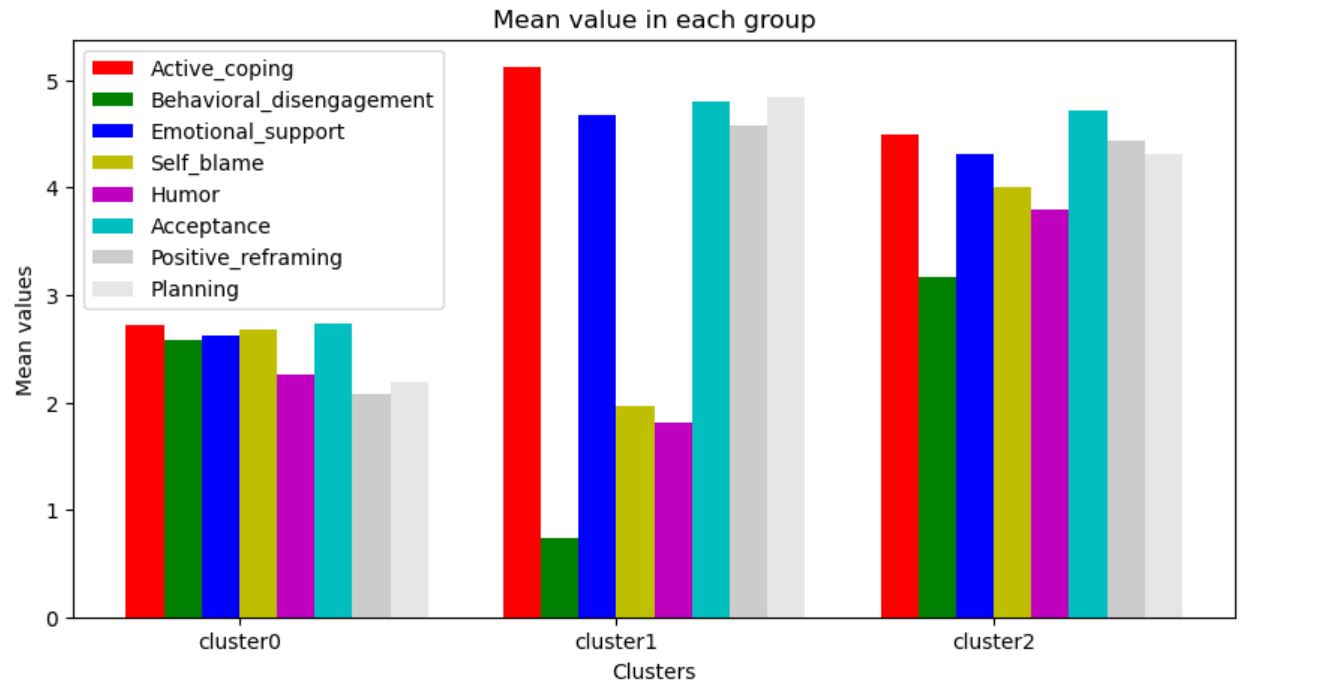 Mean value in each group
Active_coping
Behavioral_disengagement
Emotional_support
Self_blame
Humor
Acceptance
Positive_reframing
Planning
Mean values
5
4
3
2
1
0
cluster0 cluster1 cluster2
Clusters